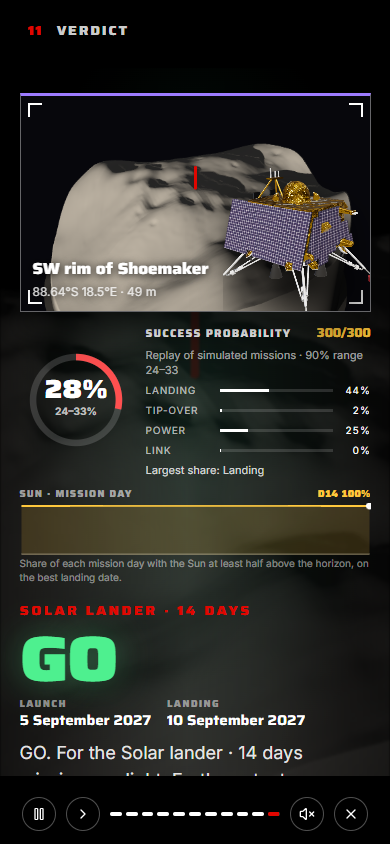 11 VERDICT
SW rim of Shoemaker
88.64°S 18.5°E · 49 m
SUCCESS PROBABILITY 300/300
Replay of simulated missions · 90% range
24–33
28%
24–33%
LANDING 44%
TIP-OVER 2%
POWER 25%
LINK 0%
Largest share: Landing
SUN · MISSION DAY D14 100%
Share of each mission day with the Sun at least half above the horizon, on
the best landing date.
SOLAR LANDER · 14 DAYS
GO
LAUNCH LANDING
5 September 2027 10 September 2027
GO. For the Solar lander · 14 days